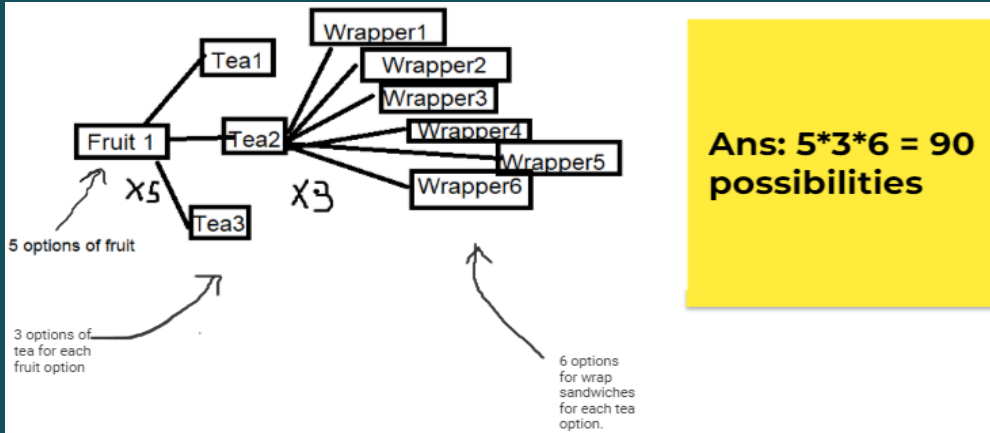 Wrapper1
Tea1
Wrapper2
Wrapper3
Fruit 1
Tea2
Wrapper4
Wrapper5
Wrapper6
X5
X3
Tea3
5 options of fruit
3 options of
tea for each
fruit option
6 options
for wrap
sandwiches
for each tea
option.
Ans: 5*3*6 = 90
possibilities